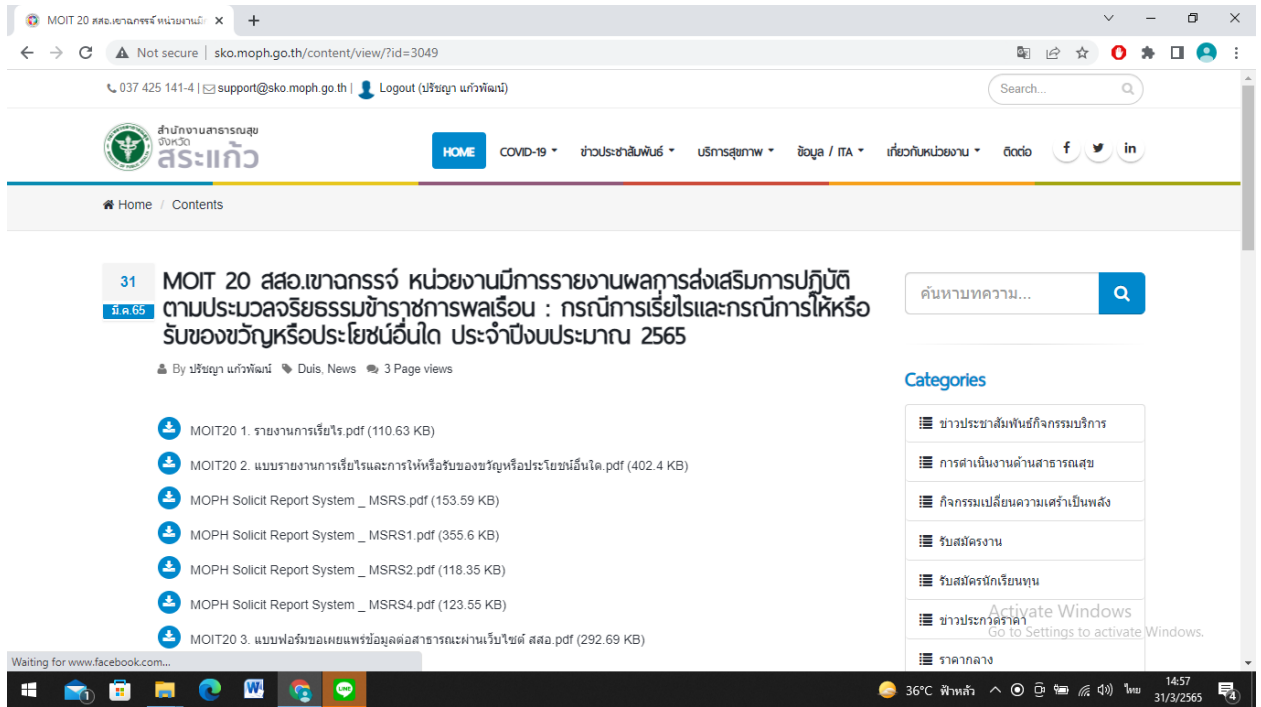 MOIT 20 สสอ.เขาฉกรรจ์ หน่วยงานมีก
Not secure | sko.moph.go.th/content/view/?id=3049
037 425 141-4 | support@sko.moph.go.th | Logout (ปรัชญา แก้วพัฒน์)
Search...
สำนักงานสาธารณสุข
จังหวัด
สระแก้ว
HOME COVID-19 ข่าวประชาสัมพันธ์ บริการสุขภาพ ข้อมูล / ITA เกี่ยวกับหน่วยงาน ติดต่อ
Home / Contents
31
มี.ค.65
MOIT 20 สสอ.เขาฉกรรจ์ หน่วยงานมีการรายงานผลการส่งเสริมการปฏิบัติ
ตามประมวลจริยธรรมข้าราชการพลเรือน : กรณีการเรี่ยไรและกรณีการให้หรือ
รับของขวัญหรือประโยชน์อื่นใด ประจำปีงบประมาณ 2565
By ปรัชญา แก้วพัฒน์ Duis, News 3 Page views
MOIT20 1. รายงานการเรี่ยไร.pdf (110.63 KB)
MOIT20 2. แบบรายงานการเรี่ยไรและการให้หรือรับของขวัญหรือประโยชน์อื่นใด.pdf (402.4 KB)
MOPH Solicit Report System _ MSRS.pdf (153.59 KB)
MOPH Solicit Report System _ MSRS1.pdf (355.6 KB)
MOPH Solicit Report System _ MSRS2.pdf (118.35 KB)
MOPH Solicit Report System _ MSRS4.pdf (123.55 KB)
MOIT20 3. แบบฟอร์มขอเผยแพร่ข้อมูลต่อสาธารณะผ่านเว็บไซต์ สสอ.pdf (292.69 KB)
ค้นหาบทความ...
Categories
ข่าวประชาสัมพันธ์กิจกรรมบริการ
การดำเนินงานด้านสาธารณสุข
กิจกรรมเปลี่ยนความเศร้าเป็นพลัง
รับสมัครงาน
รับสมัครนักเรียนทุน
ข่าวประกวดราคา
ราคากลาง
Activate Windows
Go to Settings to activate Windows.
Waiting for www.facebook.com...
36°C ฟ้าหลัว
ไทย
14:57
31/3/2565